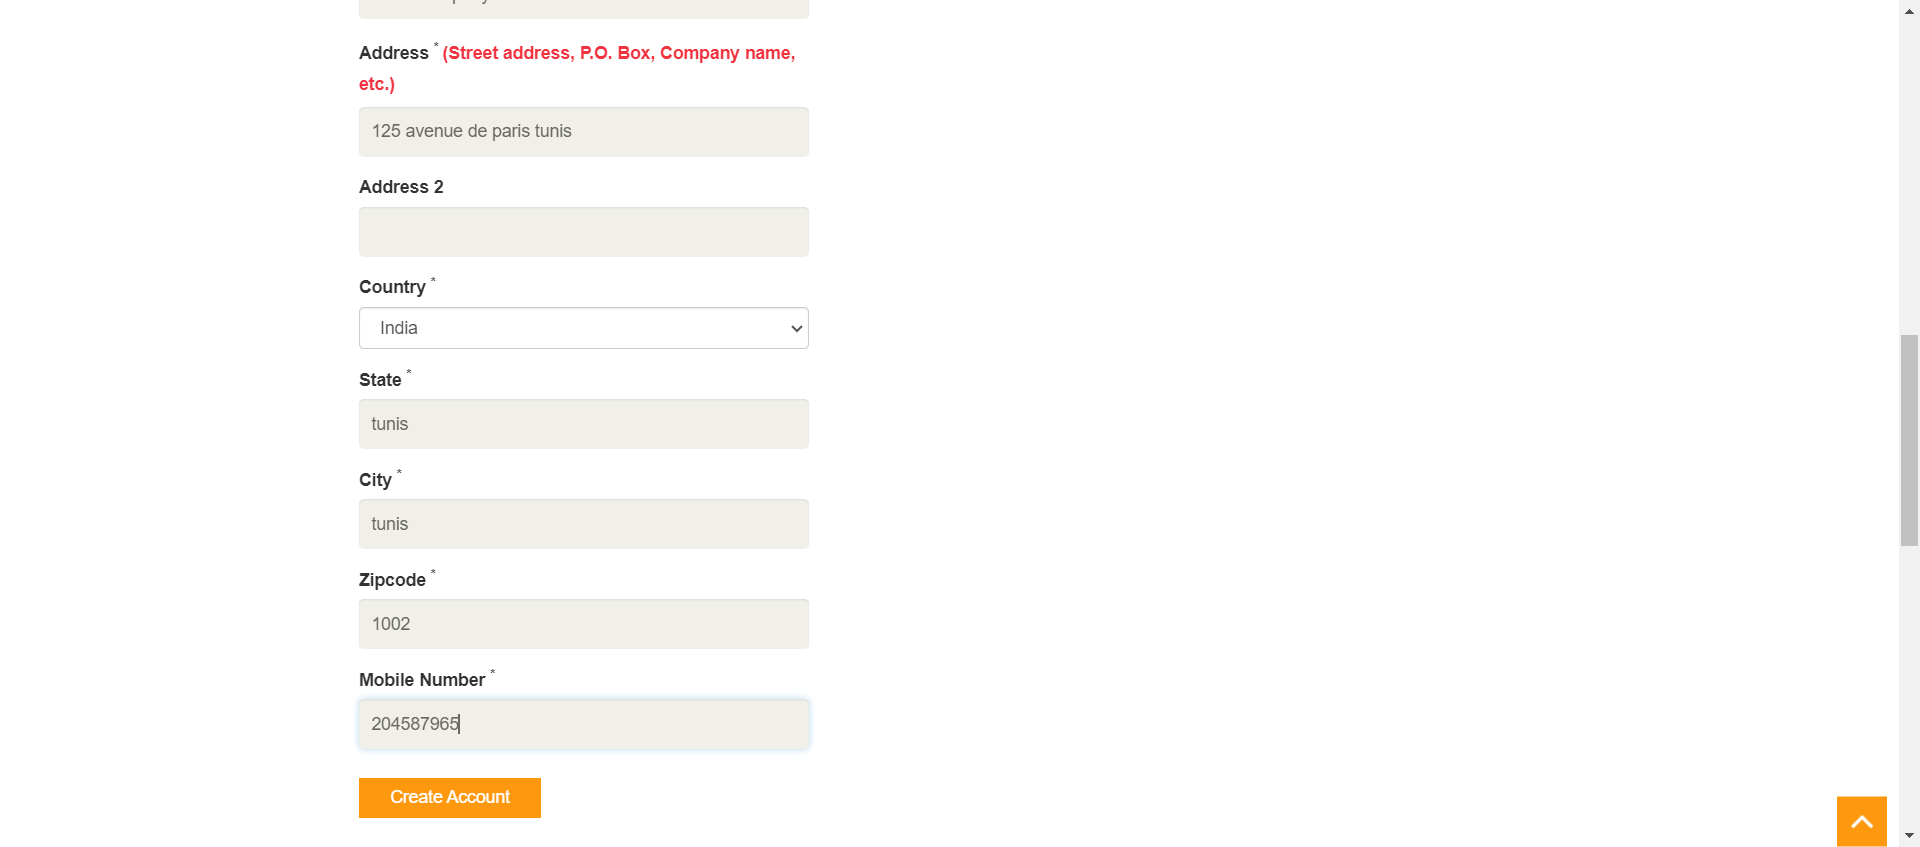 Address * (Street address, P.O. Box, Company name,
etc.)
125 avenue de paris tunis
Address 2
Country *
India
State *
tunis
City *
tunis
Zipcode *
1002
Mobile Number *
204587965
Create Account